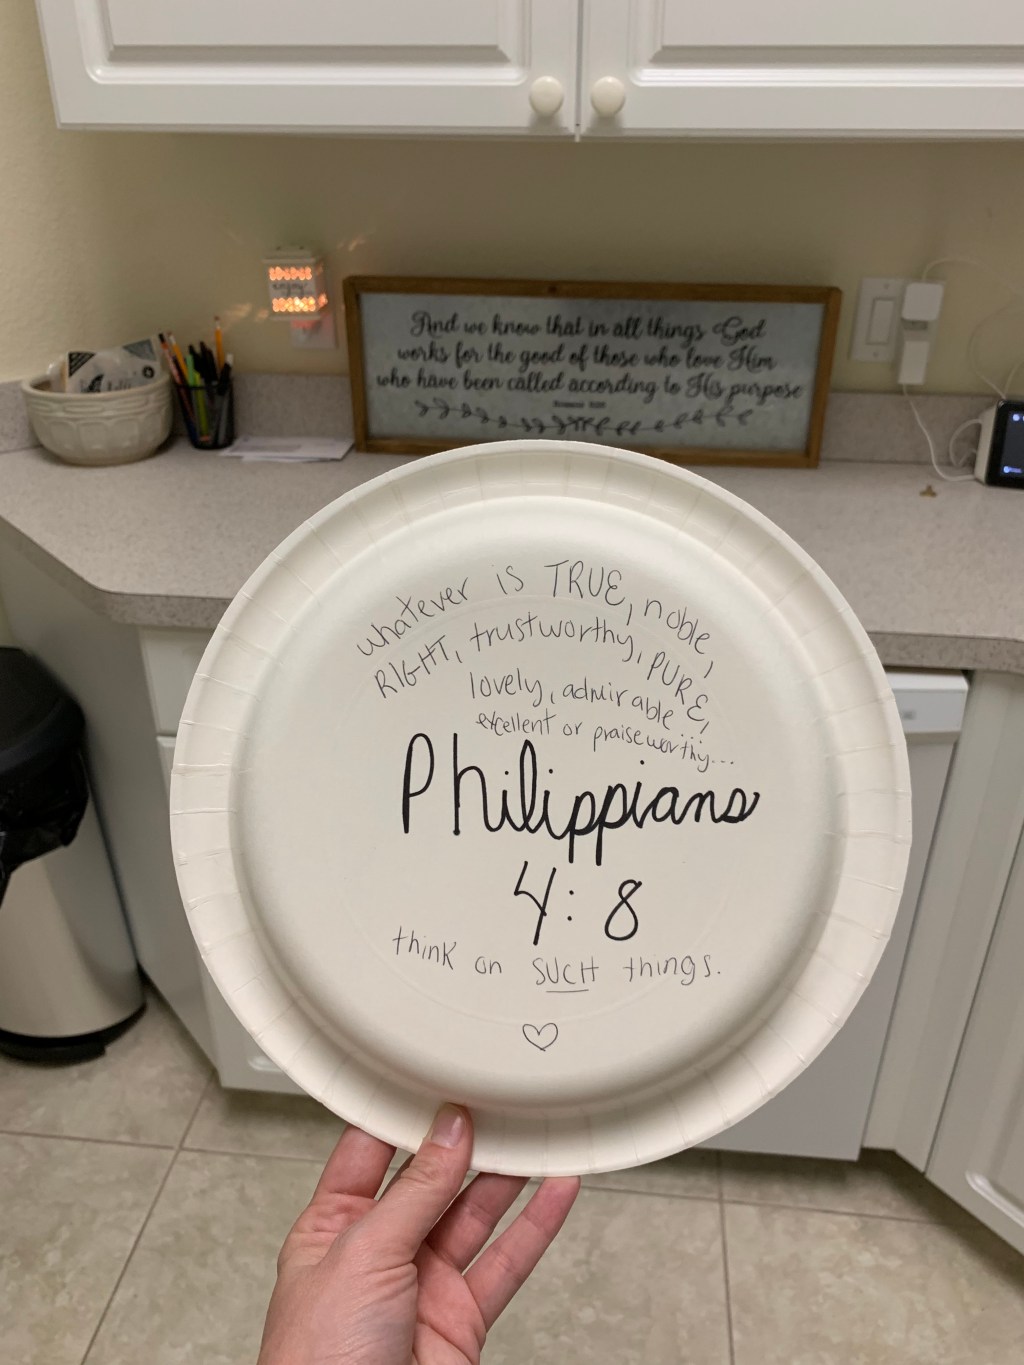 enjoy
And we know that in all things God
works for the good of those who love Him
who have been called according to His purpose
whatever is TRUE, noble,
RIGHT, trustworthy, PURE,
lovely, admirable
excellent or praiseworthy...
Philippians
4:8
think on SUCH things.